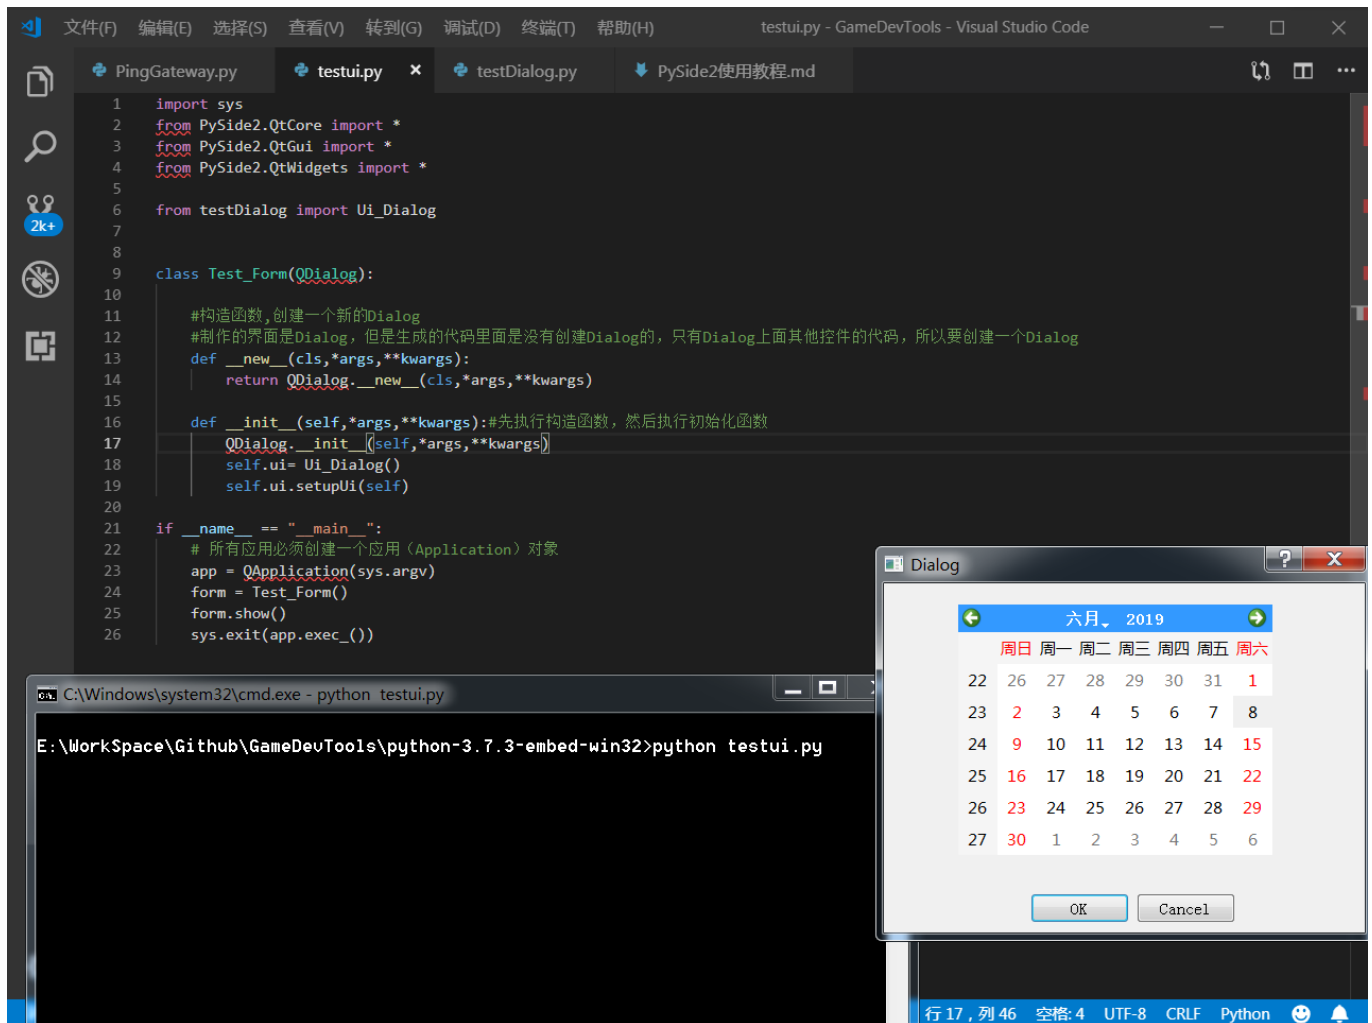 文件(F) 编辑(E) 选择(S) 查看(V) 转到(G) 调试(D) 终端(T) 帮助(H) testui.py - GameDevTools - Visual Studio Code
PingGateway.py testui.py testDialog.py PySide2使用教程.md
2k+
1 import sys
2 from PySide2.QtCore import *
3 from PySide2.QtGui import *
4 from PySide2.QtWidgets import *
5
6 from testDialog import Ui_Dialog
7
8
9 class Test_Form(QDialog):
10
11 #构造函数,创建一个新的Dialog
12 #制作的界面是Dialog，但是生成的代码里面是没有创建Dialog的，只有Dialog上面其他控件的代码，所以要创建一个Dialog
13 def __new__(cls,*args,**kwargs):
14 return QDialog.__new__(cls,*args,**kwargs)
15
16 def __init__(self,*args,**kwargs):#先执行构造函数，然后执行初始化函数
17 QDialog.__init__(self,*args,**kwargs)
18 self.ui= Ui_Dialog()
19 self.ui.setupUi(self)
20
21 if __name__ == "__main__":
22 # 所有应用必须创建一个应用（Application）对象
23 app = QApplication(sys.argv)
24 form = Test_Form()
25 form.show()
26 sys.exit(app.exec_())
C:\Windows\system32\cmd.exe - python testui.py
E:\WorkSpace\Github\GameDevTools\python-3.7.3-embed-win32>python testui.py
Dialog
六月 2019
周日 周一 周二 周三 周四 周五 周六
22 26 27 28 29 30 31 1
23 2 3 4 5 6 7 8
24 9 10 11 12 13 14 15
25 16 17 18 19 20 21 22
26 23 24 25 26 27 28 29
27 30 1 2 3 4 5 6
OK Cancel
行 17，列 46 空格: 4 UTF-8 CRLF Python